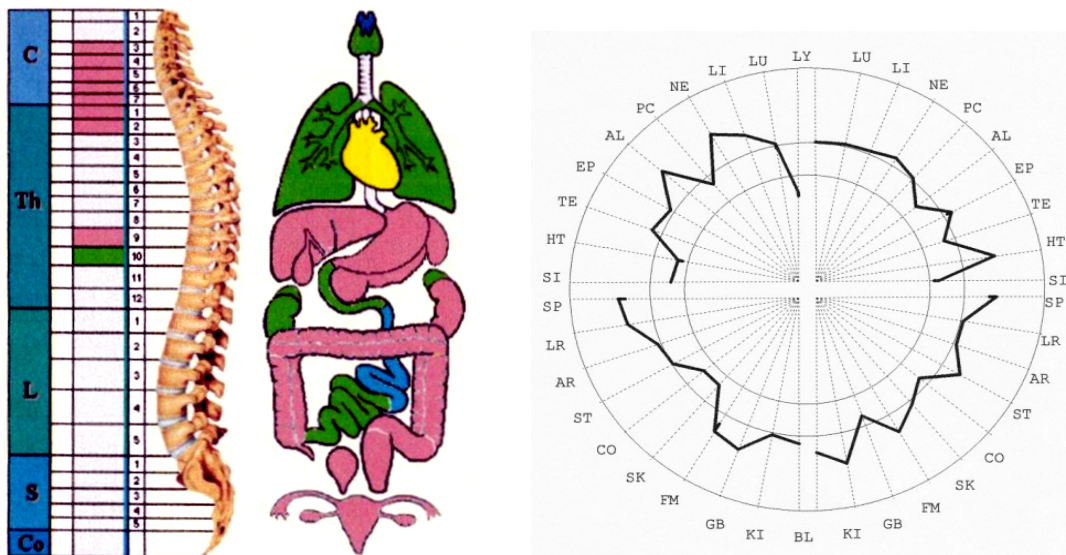 C
1
2
3
4
5
6
7
Th
1
2
3
4
5
6
7
8
9
10
11
12
L
1
2
3
4
5
S
1
2
3
4
5
Co
LU LY LU
LI LI
NE NE
PC PC
AL AL
EP EP
TE TE
HT HT
SI SI
SP SP
LR LR
AR AR
ST ST
CO CO
SK SK
FM FM
GB GB
KI BL KI